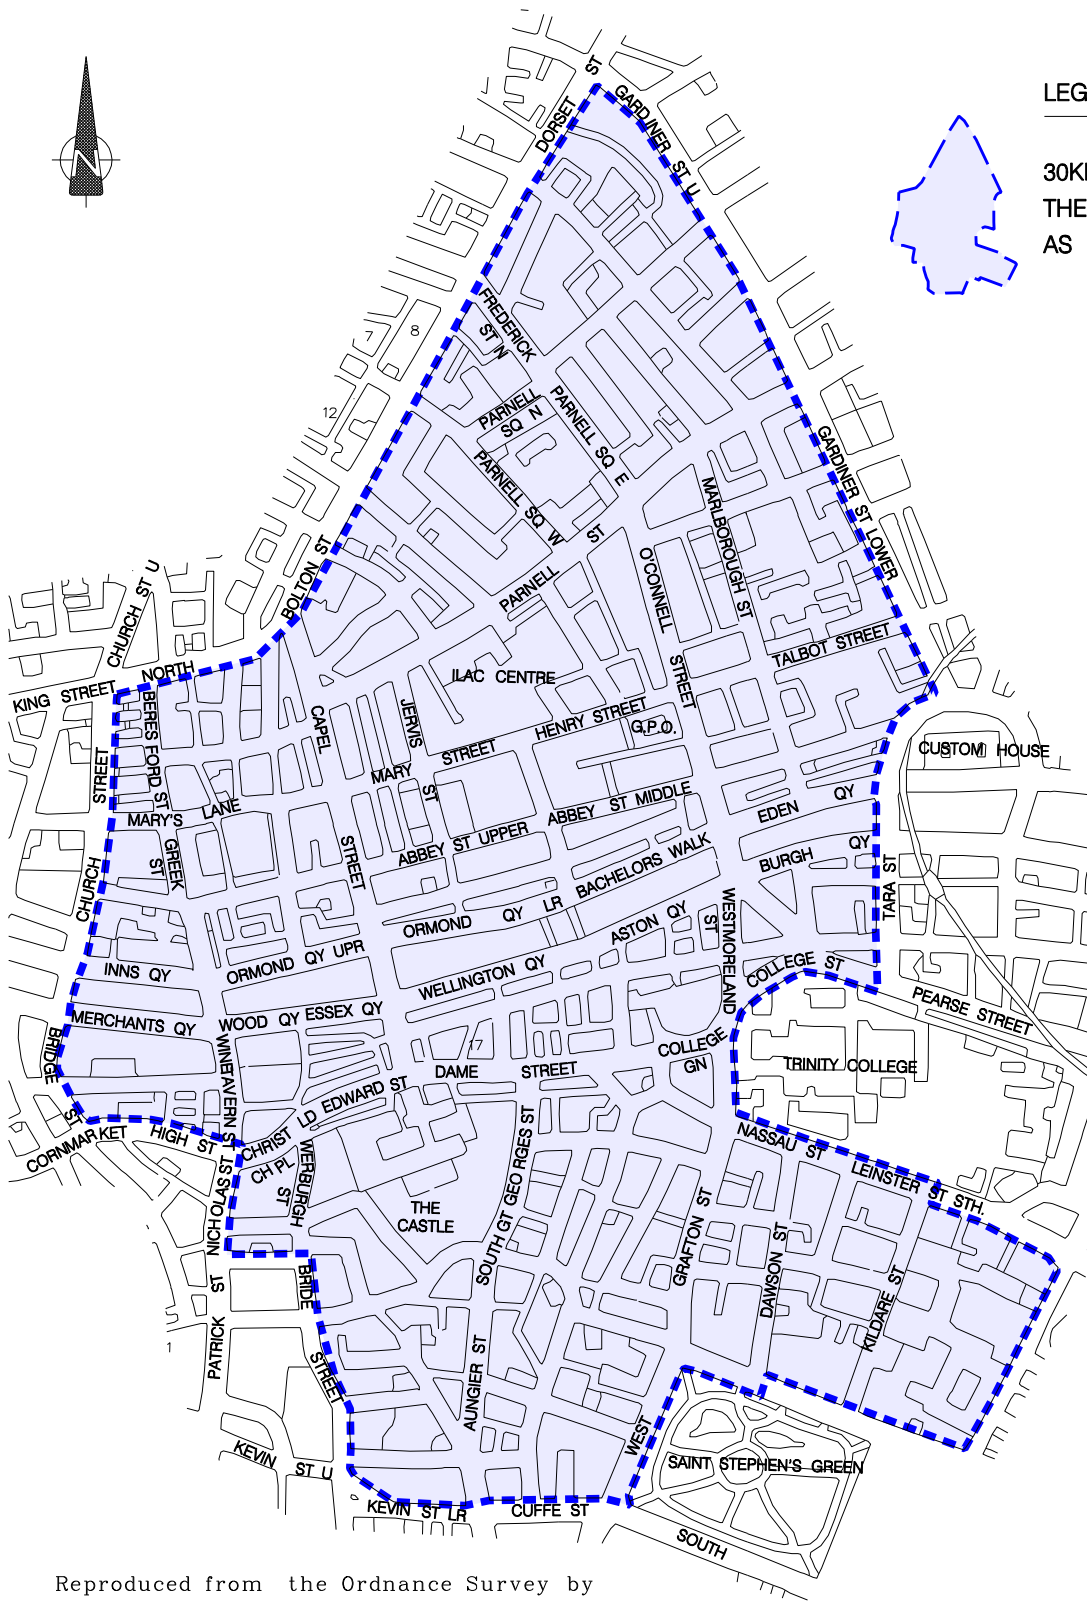 N
LEG
30K
THE
AS
DORSET ST
GARDINER ST U
8
12
FREDERICK
ST N
PARNELL
SQ N
PARNELL SQ E
PARNELL SQ W
GARDINER ST LOWER
MARLBOROUGH ST
PARNELL ST
O'CONNELL
STREET
BOLTON ST
CHURCH ST U
TALBOT STREET
NORTH
KING STREET
ILAC CENTRE
BERES FORD ST
CAPEL
STREET
JERVIS
ST
HENRY STREET
G.P.O.
MARY STREET
CUSTOM HOUSE
CHURCH STREET
MARY'S LANE
GREEK
ST
ABBEY ST UPPER
ABBEY ST MIDDLE
EDEN QY
BURGH QY
TARA ST
BACHELORS WALK
ORMOND QY LR
ASTON QY
WESTMORELAND
ST
ORMOND QY UPR
INNS QY
WELLINGTON QY
COLLEGE ST
PEARSE STREET
MERCHANTS QY
WOOD QY
ESSEX QY
BRIDGE
ST
WINETAVERN ST
17
DAME STREET
COLLEGE
GN
TRINITY COLLEGE
LD EDWARD ST
CHRIST
CH PL
CORNMARKET
HIGH ST
NICHOLAS ST
WERBURGH
ST
THE
CASTLE
SOUTH GT GEORGES ST
NASSAU ST
LEINSTER ST STH.
GRAFTON ST
DAWSON ST
KILDARE ST
BRIDE
STREET
PATRICK ST
1
AUNGIER ST
KEVIN ST U
KEVIN ST LR
CUFFE ST
WEST
SAINT STEPHEN'S GREEN
SOUTH
Reproduced from the Ordnance Survey by